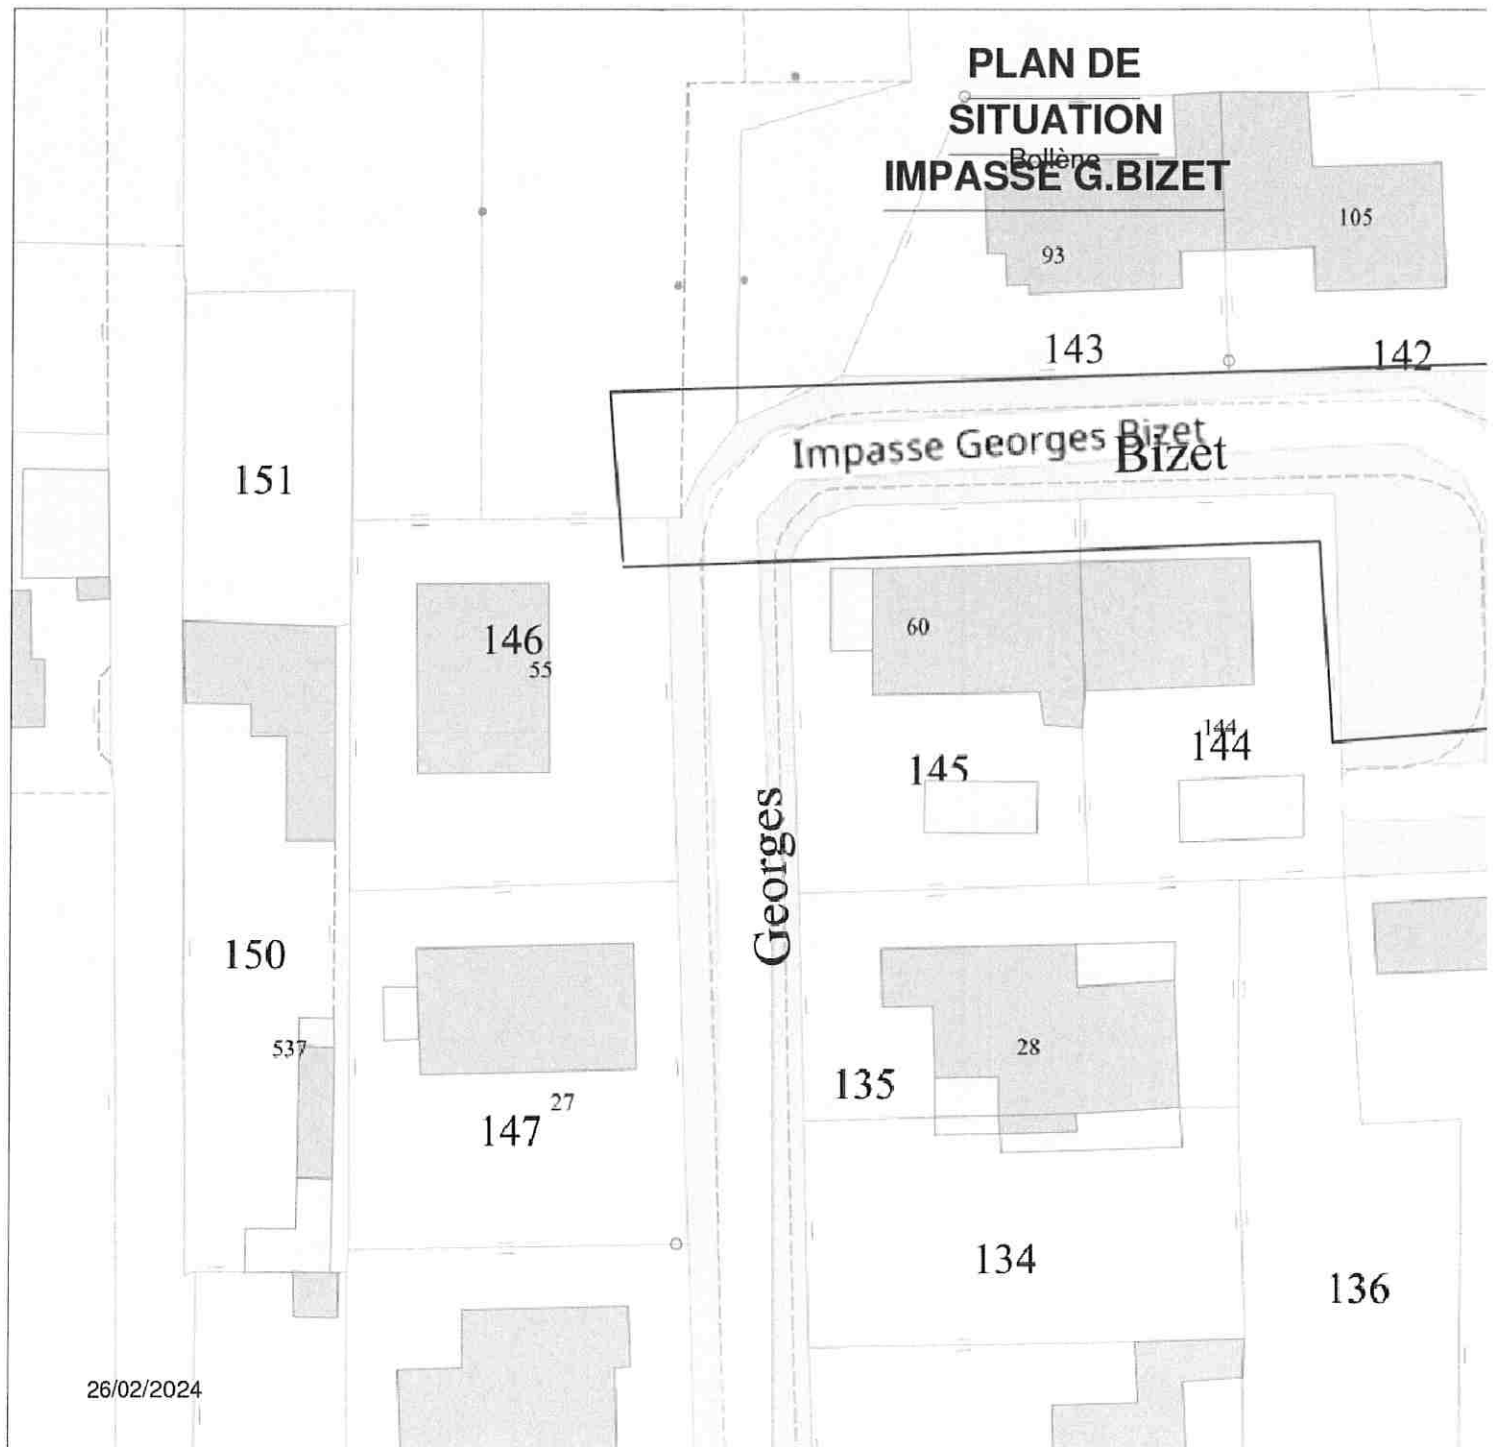 PLAN DE
SITUATION
Bollène
IMPASSE G.BIZET
105
93
143
142
Impasse Georges Bizet
Bizet
151
60
146
55
144
144
145
Georges
150
537
28
135
27
147
134
136
26/02/2024